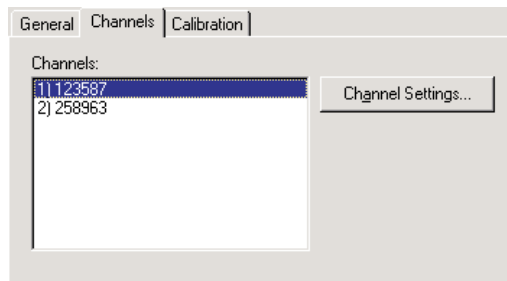 General Channels Calibration
Channels:
1) 123587
Channel Settings...
2) 258963